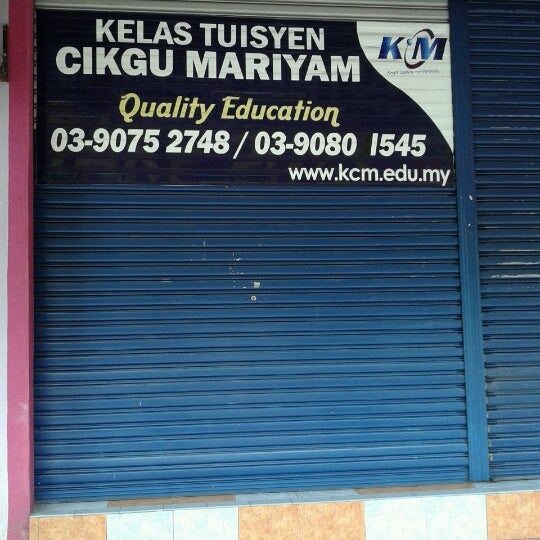 KELAS TUISYEN
CIKGU MARIYAM
KCM
Quality Education
03-9075 2748 / 03-9080 1545
www.kcm.edu.my